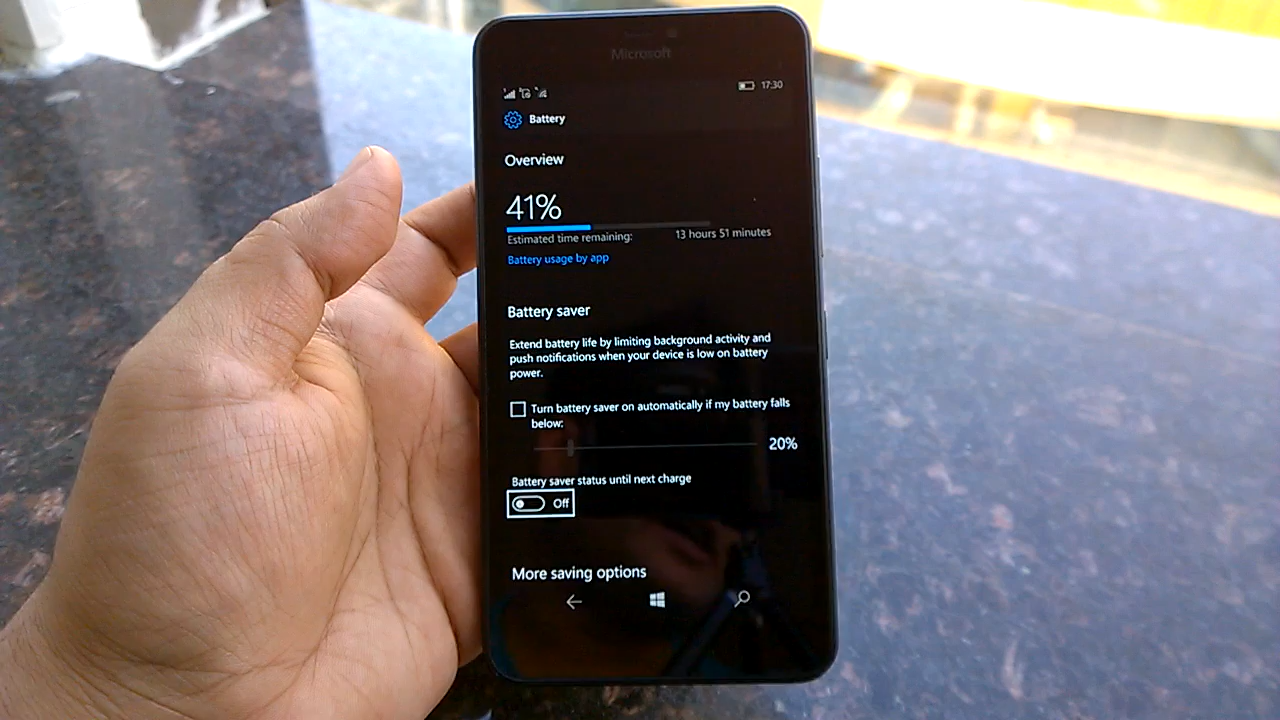 Microsoft
17:30
Battery
Overview
41%
Estimated time remaining: 13 hours 51 minutes
Battery usage by app
Battery saver
Extend battery life by limiting background activity and
push notifications when your device is low on battery
power.
Turn battery saver on automatically if my battery falls
below:
20%
Battery saver status until next charge
Off
More saving options